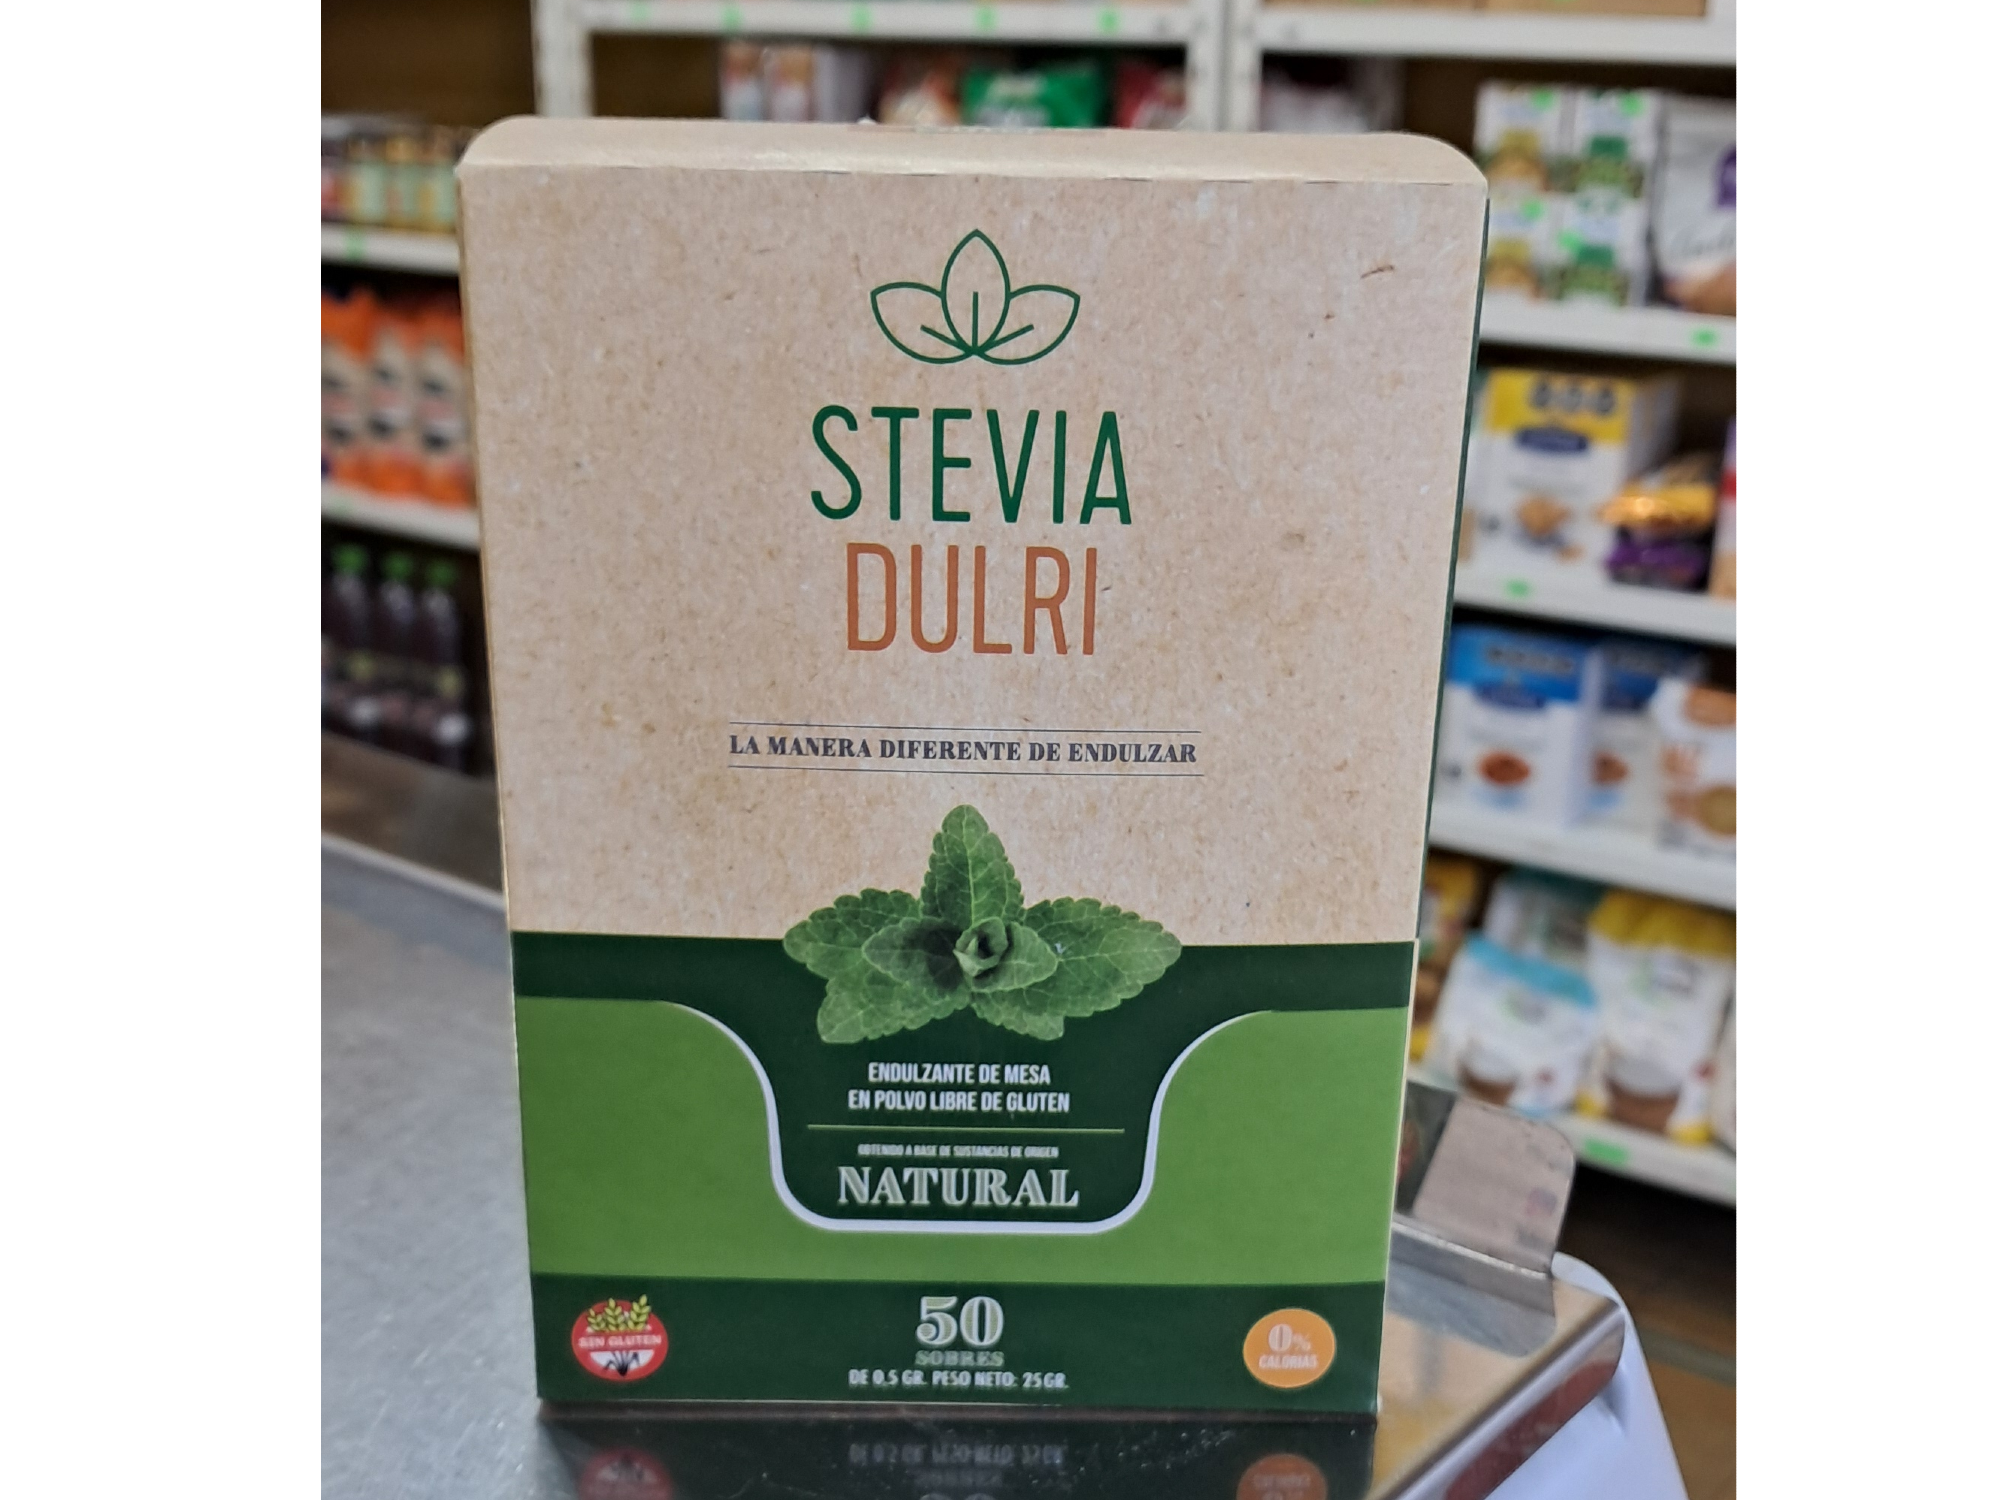 STEVIA
DULRI
LA MANERA DIFERENTE DE ENDULZAR
ENDULZANTE DE MESA
EN POLVO LIBRE DE GLUTEN
OBTENIDO A BASE DE SUSTANCIAS DE ORIGEN
NATURAL
SIN GLUTEN
50
SOBRES
DE 0,5 GR. PESO NETO: 25 GR.
0%
CALORIAS